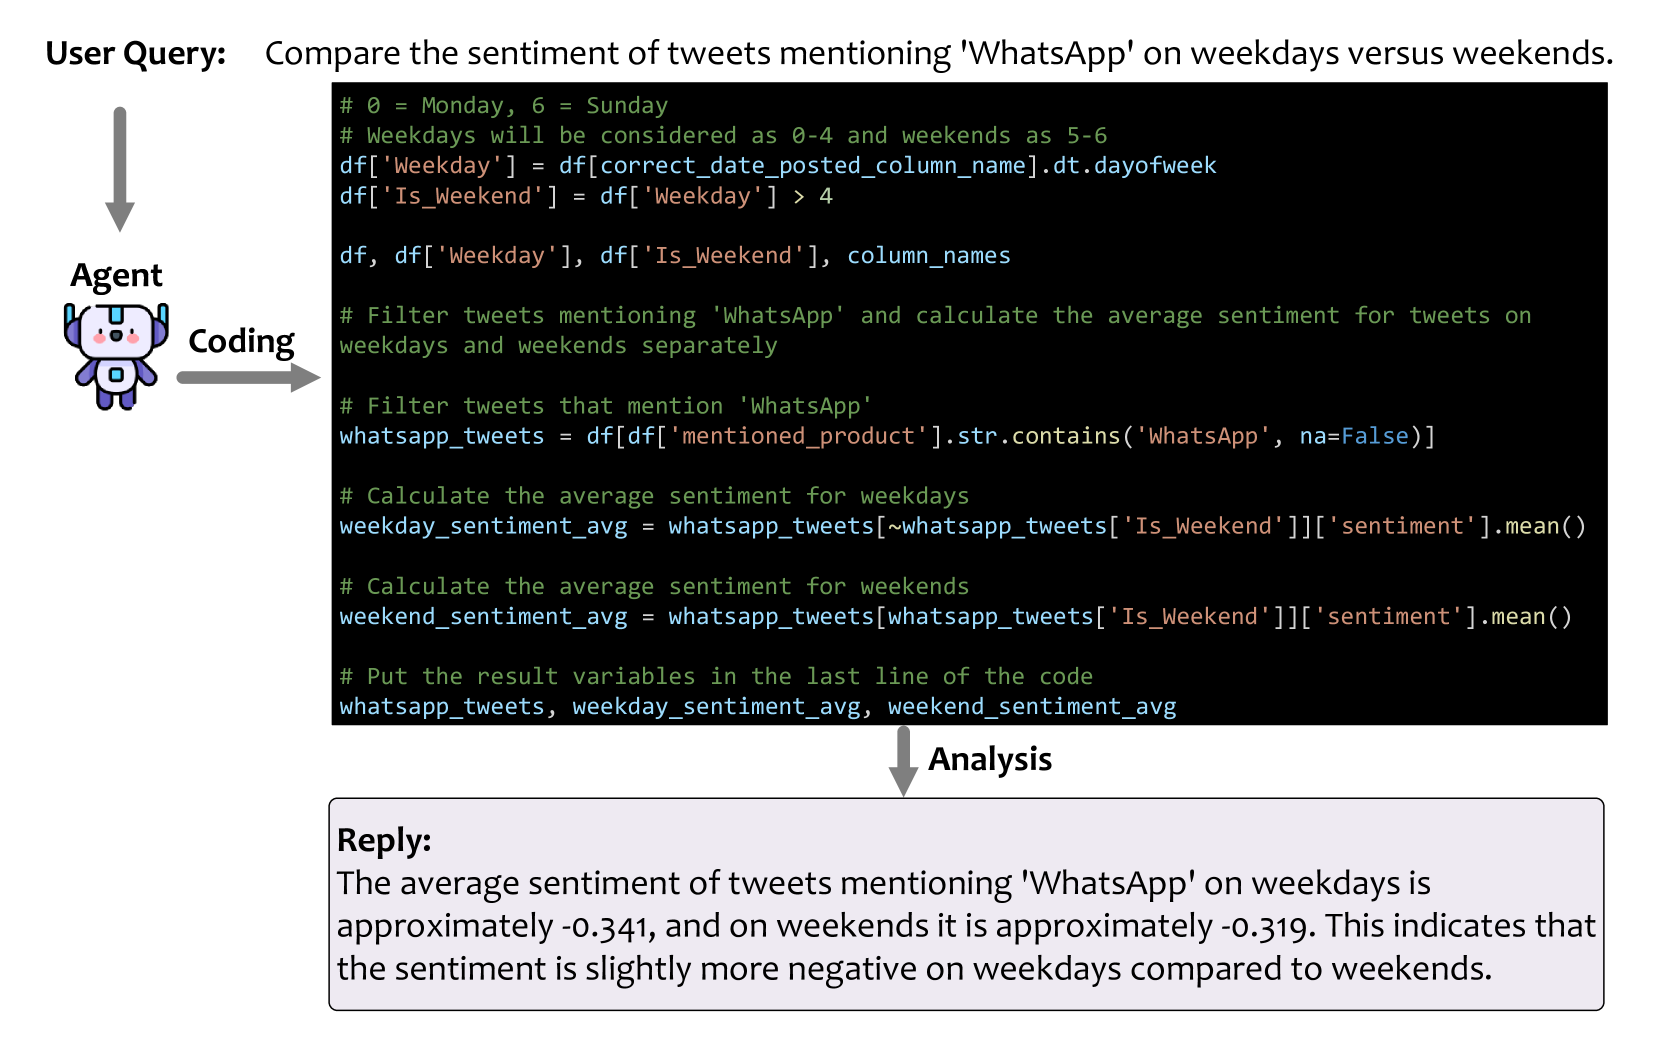 User Query: Compare the sentiment of tweets mentioning 'WhatsApp' on weekdays versus weekends.
# 0 = Monday, 6 = Sunday
# Weekdays will be considered as 0-4 and weekends as 5-6
df['Weekday'] = df[correct_date_posted_column_name].dt.dayofweek
df['Is_Weekend'] = df['Weekday'] > 4
df, df['Weekday'], df['Is_Weekend'], column_names
Agent
# Filter tweets mentioning 'WhatsApp' and calculate the average sentiment for tweets on
weekdays and weekends separately
Coding
# Filter tweets that mention 'WhatsApp'
whatsapp_tweets = df[df['mentioned_product'].str.contains('WhatsApp', na=False)]
# Calculate the average sentiment for weekdays
weekday_sentiment_avg = whatsapp_tweets[~whatsapp_tweets['Is_Weekend']]['sentiment'].mean()
# Calculate the average sentiment for weekends
weekend_sentiment_avg = whatsapp_tweets[whatsapp_tweets['Is_Weekend']]['sentiment'].mean()
# Put the result variables in the last line of the code
whatsapp_tweets, weekday_sentiment_avg, weekend_sentiment_avg
Analysis
Reply:
The average sentiment of tweets mentioning 'WhatsApp' on weekdays is
approximately -0.341, and on weekends it is approximately -0.319. This indicates that
the sentiment is slightly more negative on weekdays compared to weekends.